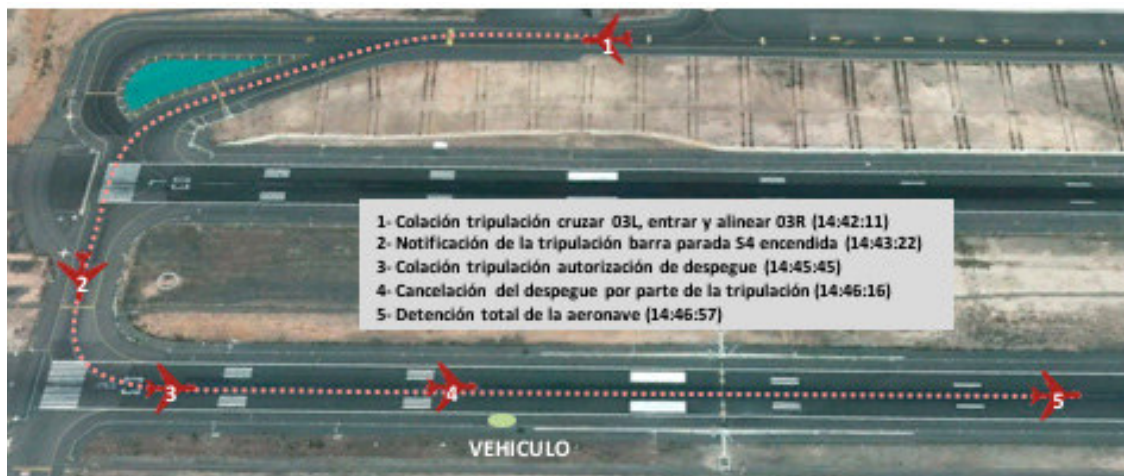 1
1- Colación tripulación cruzar 03L, entrar y alinear 03R (14:42:11)
2- Notificación de la tripulación barra parada S4 encendida (14:43:22)
3- Colación tripulación autorización de despegue (14:45:45)
4- Cancelación del despegue por parte de la tripulación (14:46:16)
5- Detención total de la aeronave (14:46:57)
2
3
4
5
VEHICULO